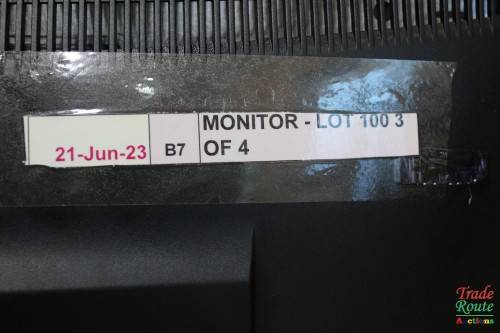 21-Jun-23 B7 MONITOR - LOT 100 3
OF 4
Trade
Route
Auctions